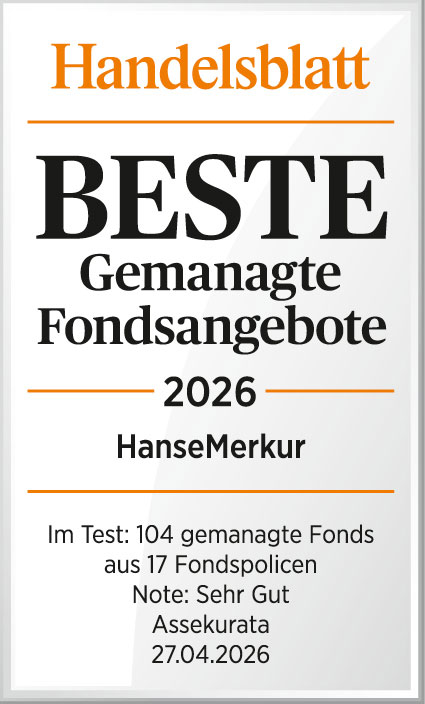 Handelsblatt
BESTE
Gemanagte
Fondsangebote
2026
HanseMerkur
Im Test: 104 gemanagte Fonds
aus 17 Fondspolicen
Note: Sehr Gut
Assekurata
27.04.2026